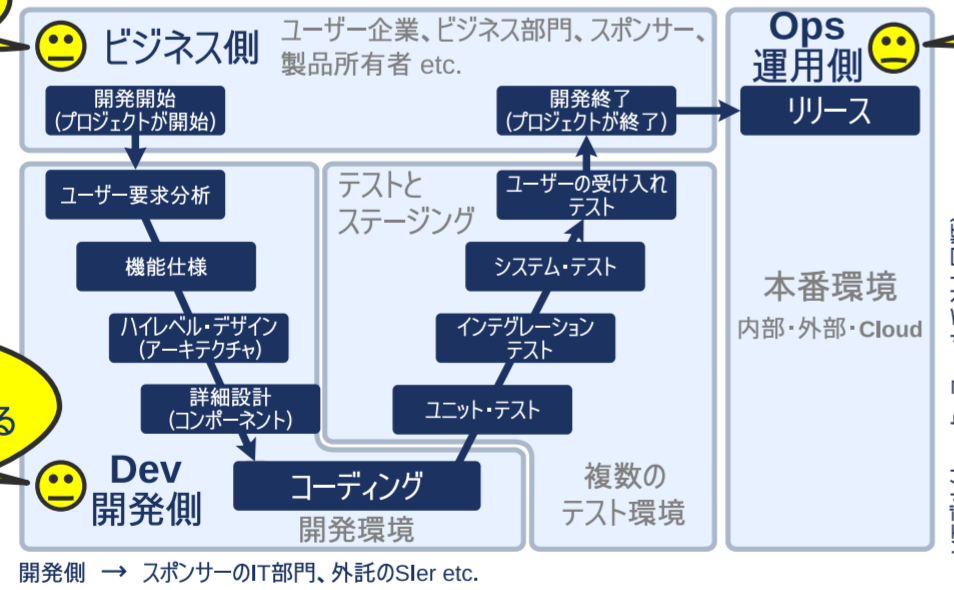 ビジネス側
ユーザー企業、ビジネス部門、スポンサー、
製品所有者 etc.
Ops
運用側
開発開始
(プロジェクトが開始)
開発終了
(プロジェクトが終了)
リリース
ユーザー要求分析
テストと
ステージング
ユーザーの受け入れ
テスト
機能仕様
システム・テスト
本番環境
内部・外部・Cloud
ハイレベル・デザイン
(アーキテクチャ)
インテグレーション
テスト
詳細設計
(コンポーネント)
ユニット・テスト
る
Dev
開発側
コーディング
開発環境
複数の
テスト環境
開発側 → スポンサーのIT部門、外託のSIer etc.